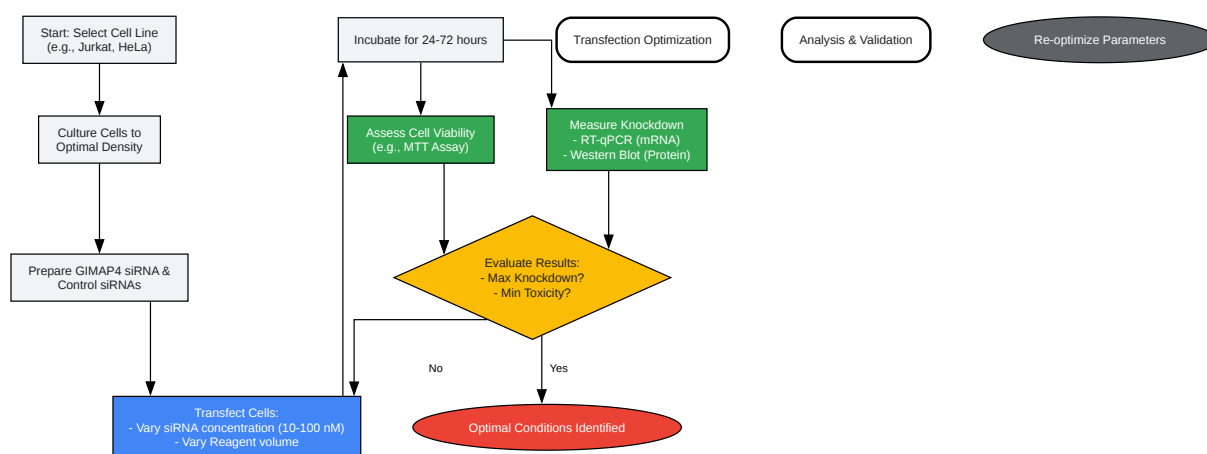 Start: Select Cell Line
(e.g., Jurkat, HeLa)
Incubate for 24-72 hours
Transfection Optimization
Analysis & Validation
Re-optimize Parameters
Culture Cells to
Optimal Density
Assess Cell Viability
(e.g., MTT Assay)
Measure Knockdown
- RT-qPCR (mRNA)
- Western Blot (Protein)
Prepare GIMAP4 siRNA &
Control siRNAs
Evaluate Results:
- Max Knockdown?
- Min Toxicity?
No
Yes
Transfect Cells:
- Vary siRNA concentration (10-100 nM)
- Vary Reagent volume
Optimal Conditions Identified